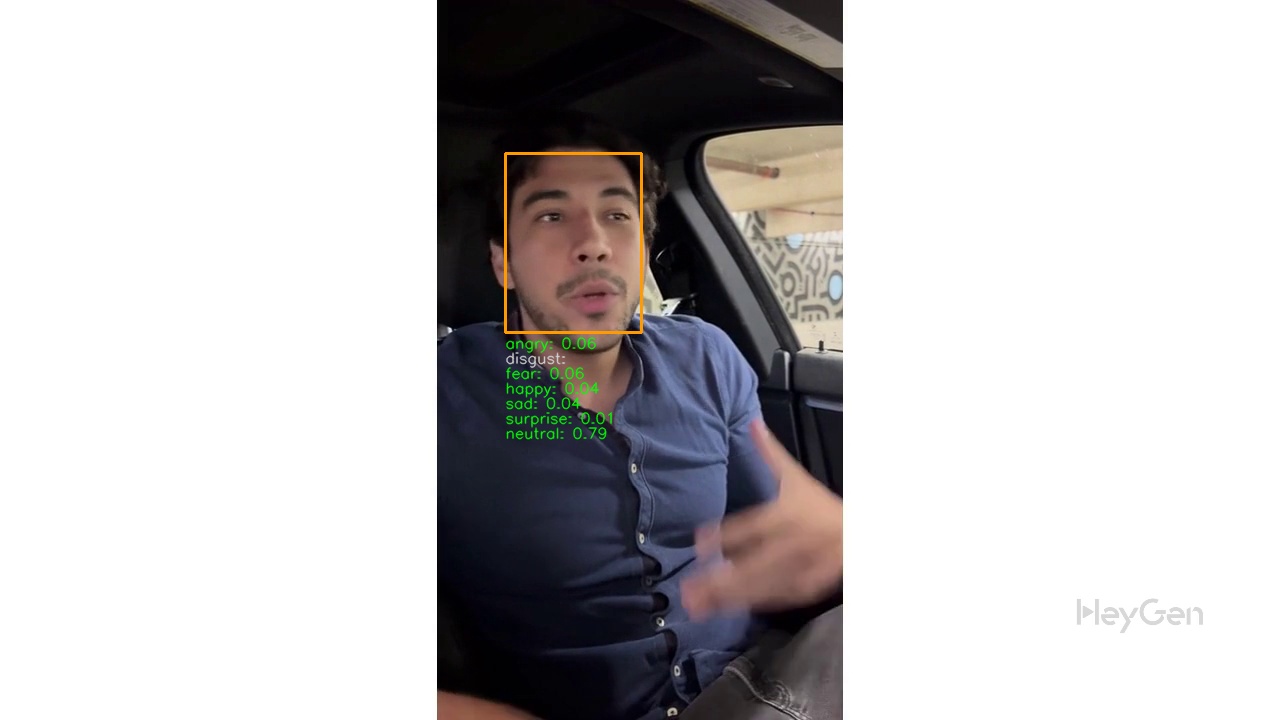 angry: 0.06
disgust:
fear: 0.06
happy: 0.04
sad: 0.04
surprise: 0.01
neutral: 0.79
HeyGen